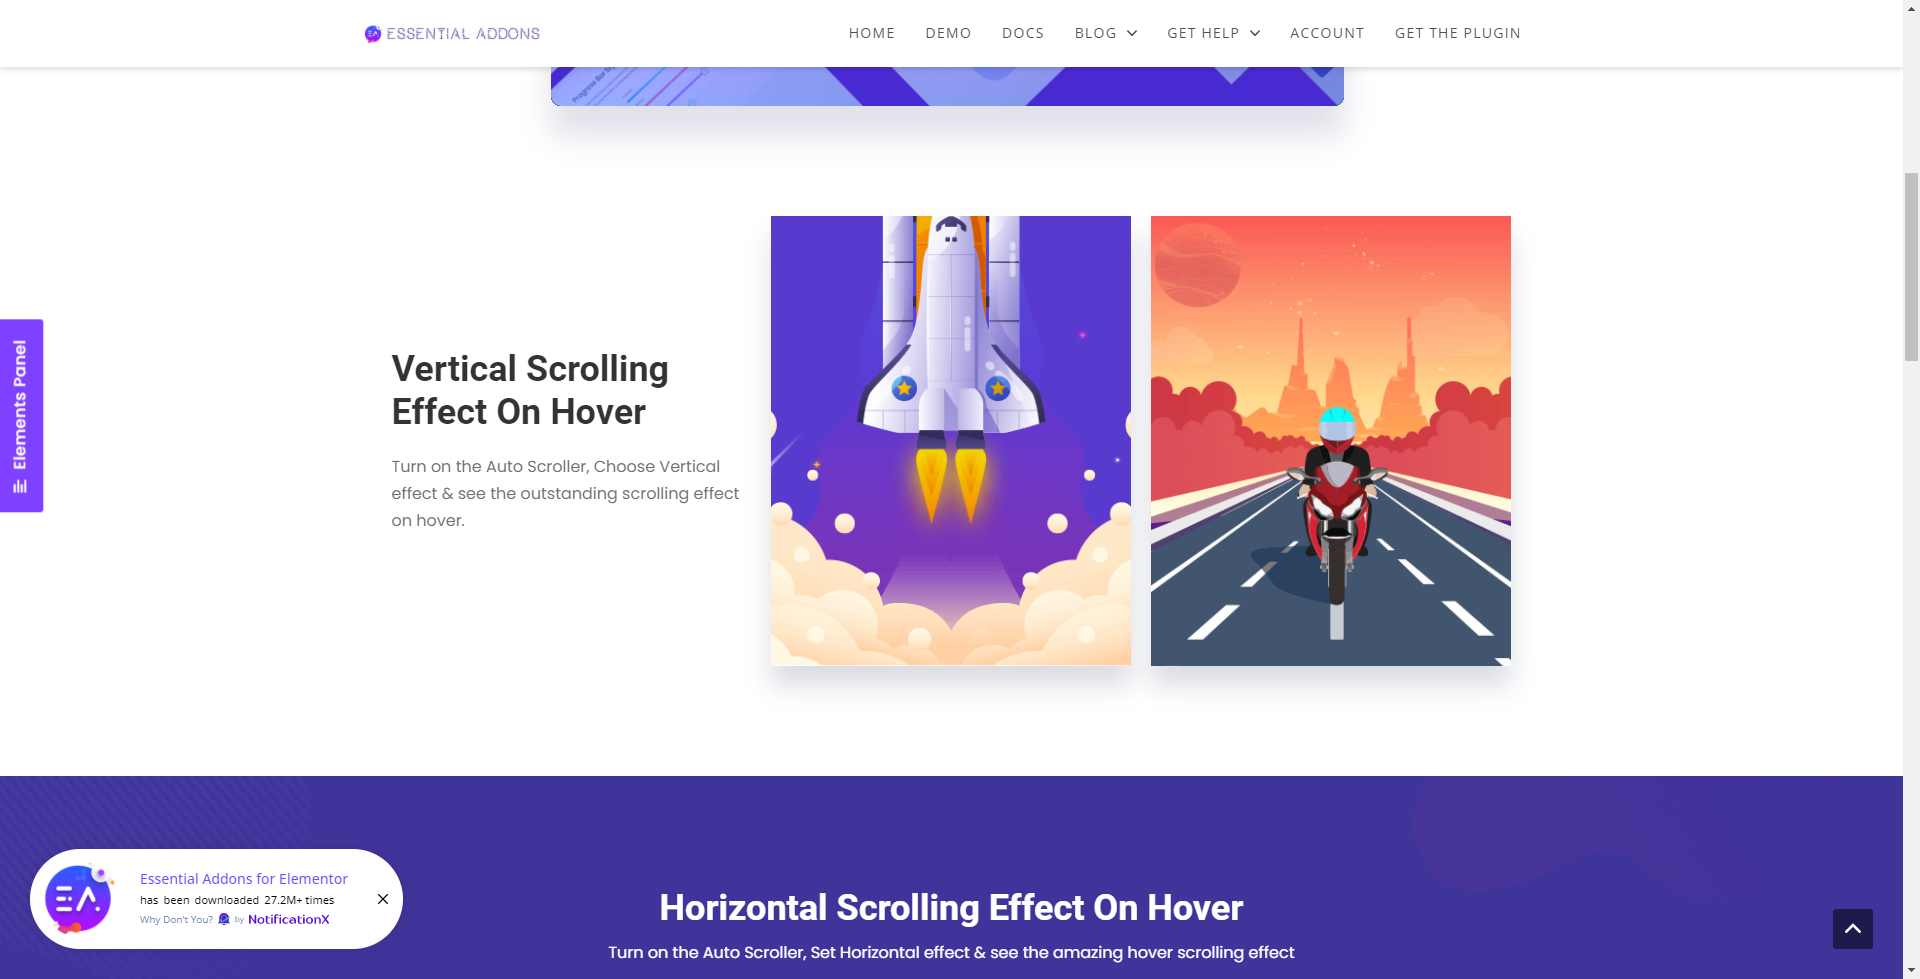 ESSENTIAL ADDONS
HOME DEMO DOCS BLOG GET HELP ACCOUNT GET THE PLUGIN
Elements Panel
Vertical Scrolling
Effect On Hover
Turn on the Auto Scroller, Choose Vertical
effect & see the outstanding scrolling effect
on hover.
Horizontal Scrolling Effect On Hover
Turn on the Auto Scroller, Set Horizontal effect & see the amazing hover scrolling effect
EA
Essential Addons for Elementor
has been downloaded 27.2M+ times
Why Don't You? by NotificationX